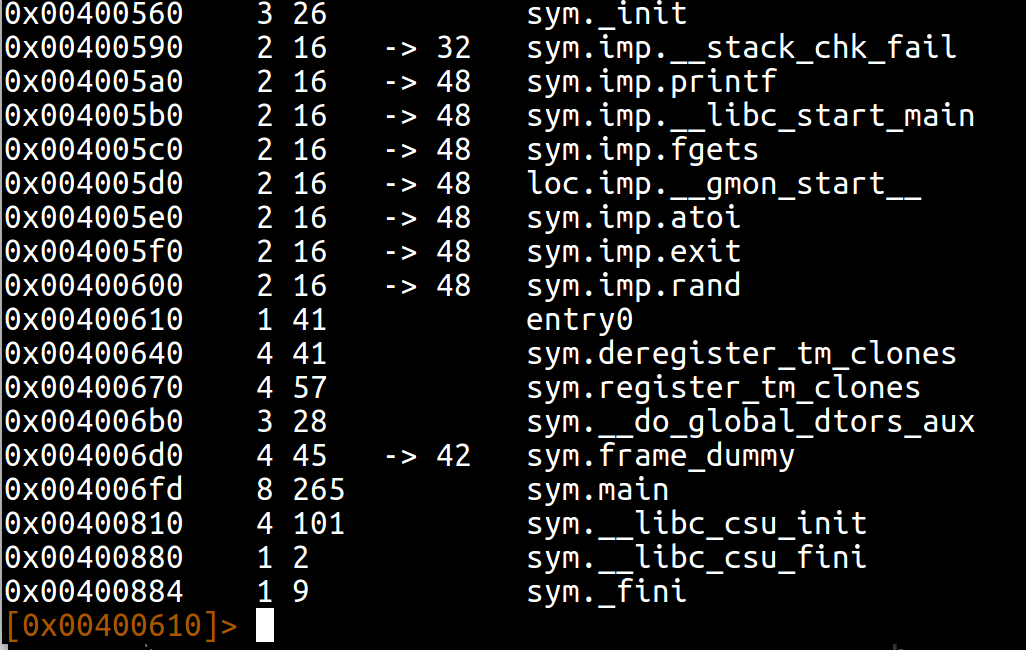 0x00400560 3 26 sym._init
0x00400590 2 16 -> 32 sym.imp.__stack_chk_fail
0x004005a0 2 16 -> 48 sym.imp.printf
0x004005b0 2 16 -> 48 sym.imp.__libc_start_main
0x004005c0 2 16 -> 48 sym.imp.fgets
0x004005d0 2 16 -> 48 loc.imp.__gmon_start__
0x004005e0 2 16 -> 48 sym.imp.atoi
0x004005f0 2 16 -> 48 sym.imp.exit
0x00400600 2 16 -> 48 sym.imp.rand
0x00400610 1 41 entry0
0x00400640 4 41 sym.deregister_tm_clones
0x00400670 4 57 sym.register_tm_clones
0x004006b0 3 28 sym.__do_global_dtors_aux
0x004006d0 4 45 -> 42 sym.frame_dummy
0x004006fd 8 265 sym.main
0x00400810 4 101 sym.__libc_csu_init
0x00400880 1 2 sym.__libc_csu_fini
0x00400884 1 9 sym._fini
[0x00400610]>